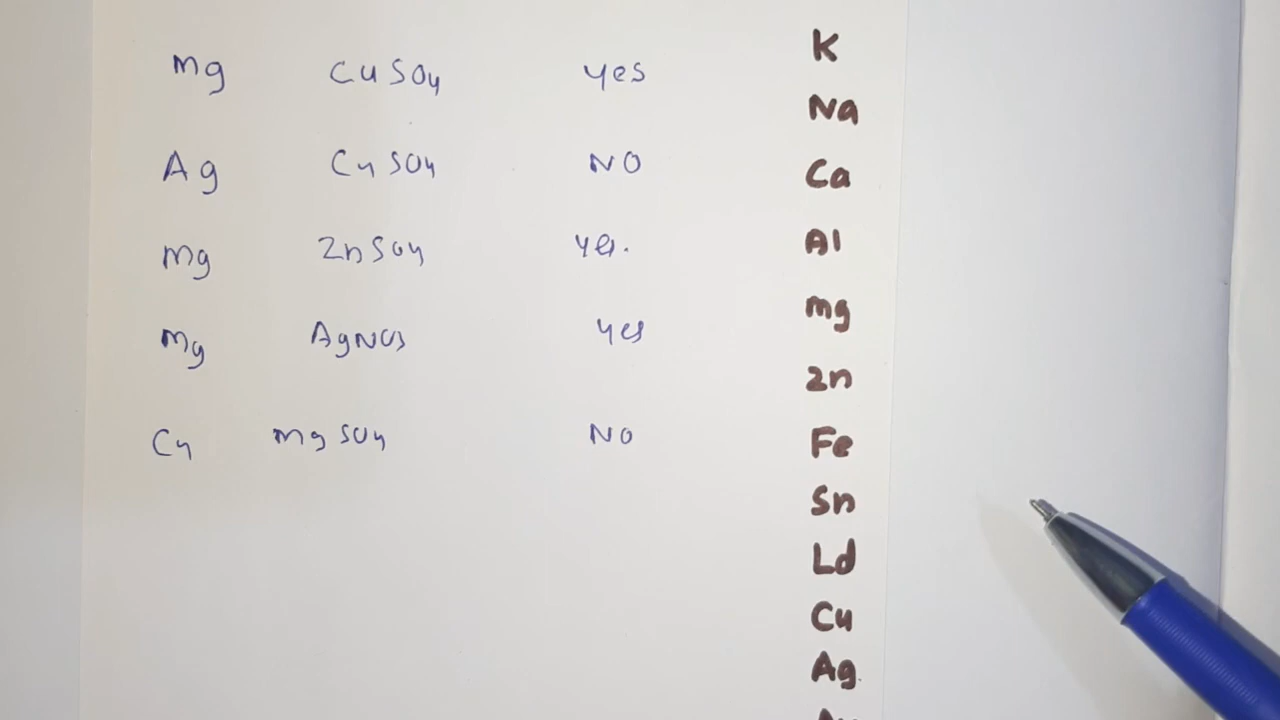 Mg CuSO4 yes
Ag CuSO4 NO
Mg ZnSO4 yes.
Mg AgNO3 yes
Cu MgSO4 NO
K
Na
Ca
Al
Mg
Zn
Fe
Sn
Ld
Cu
Ag